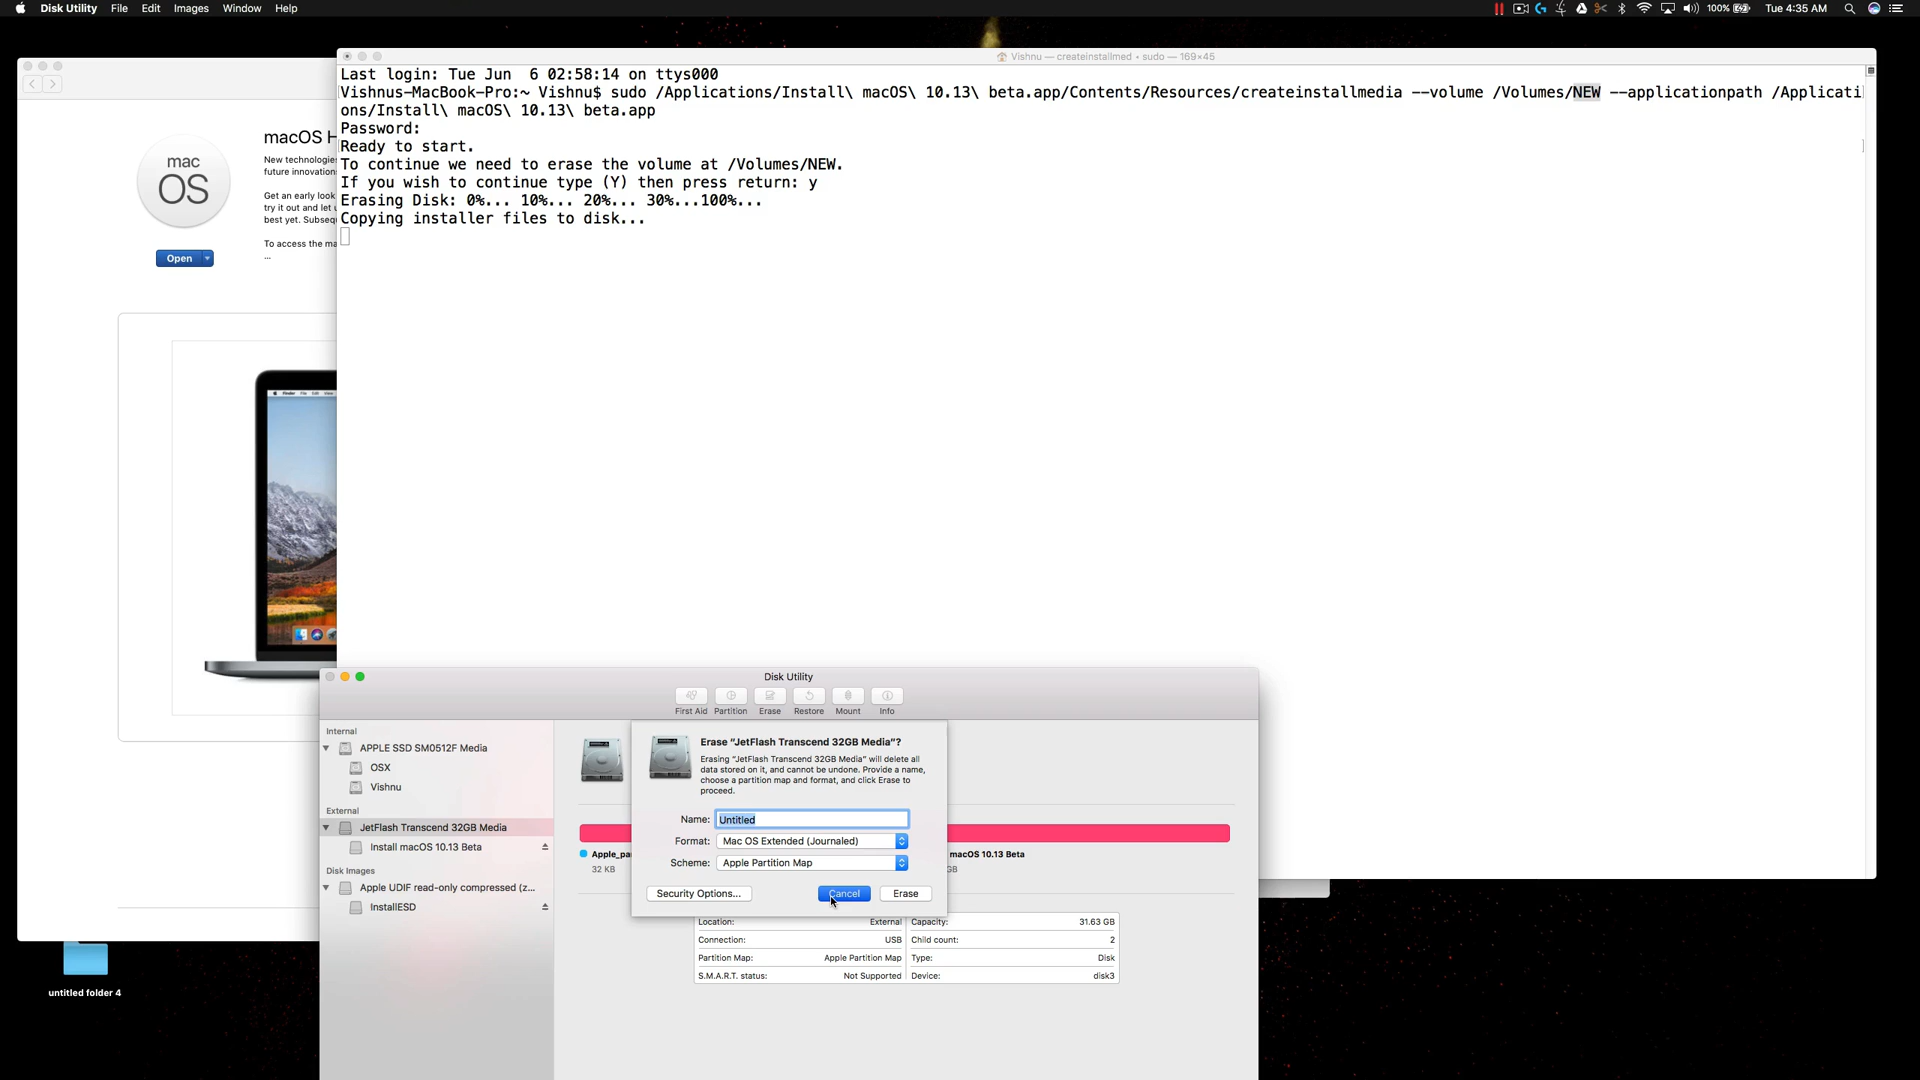 Disk Utility File Edit Images Window Help
100% Tue 4:35 AM
Vishnu — createinstallmed • sudo — 169×45
Last login: Tue Jun  6 02:58:14 on ttys000
Vishnus-MacBook-Pro:~ Vishnu$ sudo /Applications/Install\ macOS\ 10.13\ beta.app/Contents/Resources/createinstallmedia --volume /Volumes/NEW --applicationpath /Applicati
ons/Install\ macOS\ 10.13\ beta.app
Password:
Ready to start.
To continue we need to erase the volume at /Volumes/NEW.
If you wish to continue type (Y) then press return: y
Erasing Disk: 0%... 10%... 20%... 30%...100%...
Copying installer files to disk...
mac
OS
macOS H
New technologie
future innovation
Get an early look
try it out and let u
best yet. Subseq
To access the ma
...
Open
untitled folder 4
Disk Utility
First Aid Partition Erase Restore Mount Info
Internal
APPLE SSD SM0512F Media
OSX
Vishnu
External
JetFlash Transcend 32GB Media
Install macOS 10.13 Beta
Disk Images
Apple UDIF read-only compressed (z...
InstallESD
Erase “JetFlash Transcend 32GB Media”?
Erasing “JetFlash Transcend 32GB Media” will delete all
data stored on it, and cannot be undone. Provide a name,
choose a partition map and format, and click Erase to
proceed.
Name: Untitled
Format: Mac OS Extended (Journaled)
Scheme: Apple Partition Map
Security Options... Cancel Erase
Apple_pa
32 KB
macOS 10.13 Beta
GB
Location: External Capacity: 31.63 GB
Connection: USB Child count: 2
Partition Map: Apple Partition Map Type: Disk
S.M.A.R.T. status: Not Supported Device: disk3